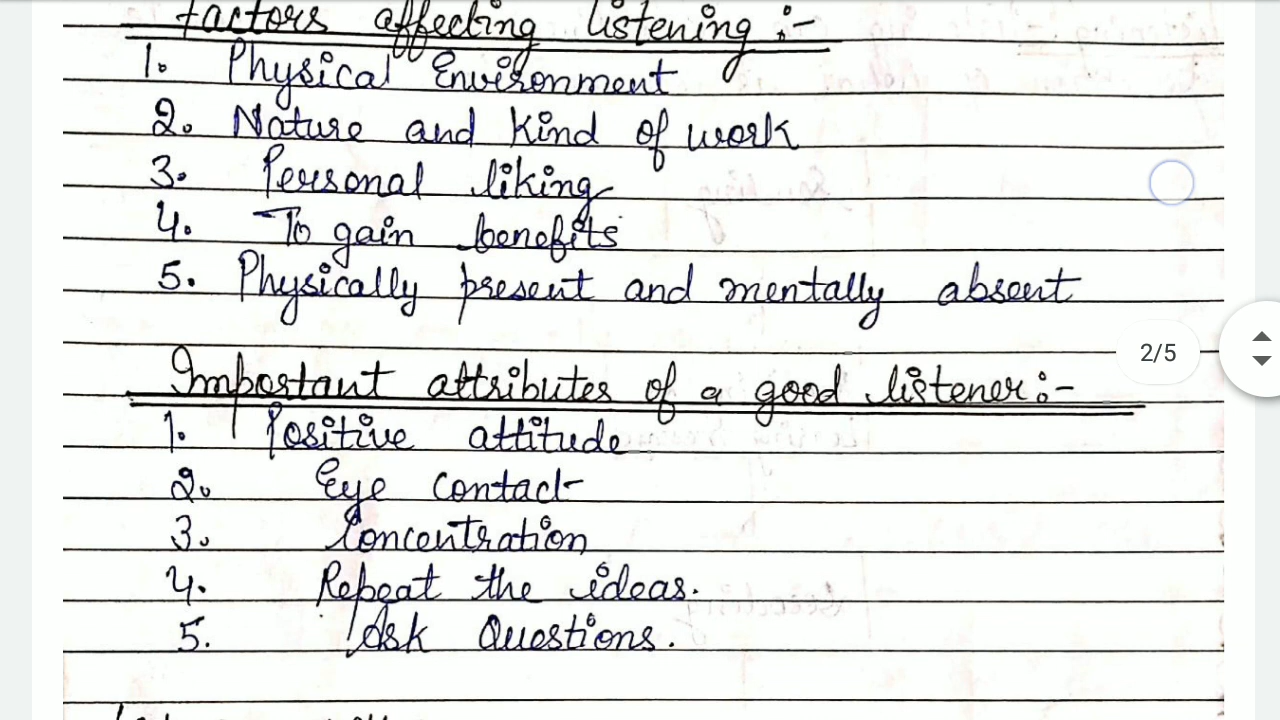 factors affecting listening :-
1. Physical Environment
2. Nature and kind of work
3. Personal liking
4. To gain benefits
5. Physically present and mentally absent
2/5
Important attributes of a good listener :-
1. Positive attitude
2. Eye contact
3. Concentration
4. Repeat the ideas.
5. Ask Questions.